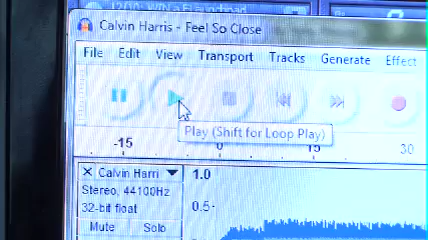 Calvin Harris - Feel So Close
File Edit View Transport Tracks Generate Effect
Play (Shift for Loop Play)
-15 0 15 30
Calvin Harri 1.0
Stereo, 44100Hz
32-bit float 0.5-
Mute Solo